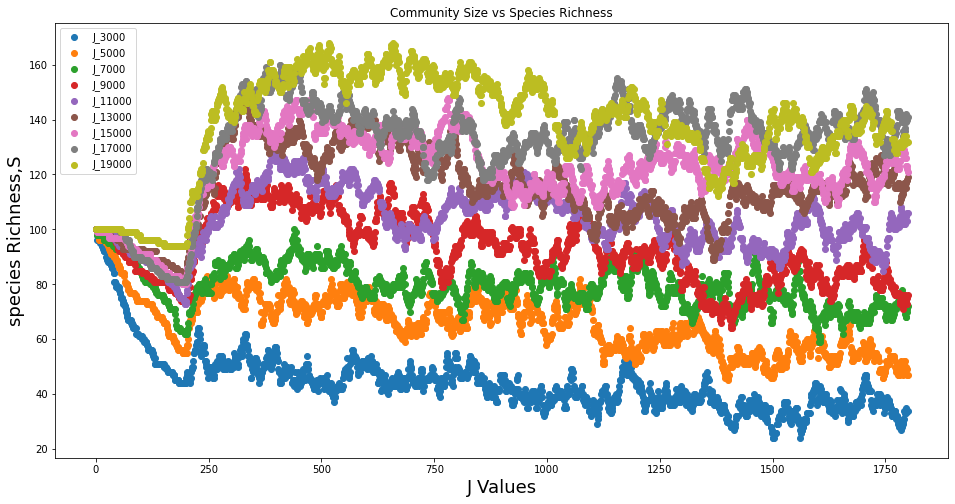 Community Size vs Species Richness
J_3000
J_5000
J_7000
J_9000
J_11000
J_13000
J_15000
J_17000
J_19000
species Richness,S
160
140
120
100
80
60
40
20
0
250
500
750
1000
1250
1500
1750
J Values